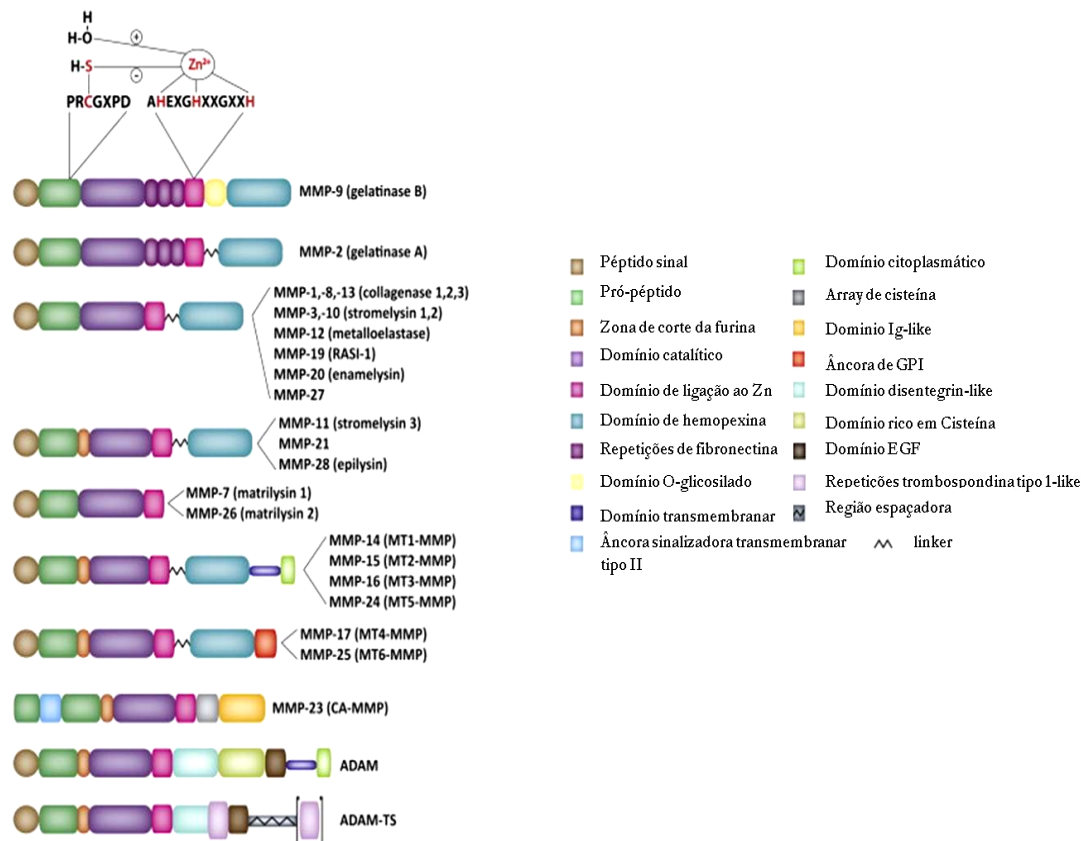 H
H-O
+
H-S
Zn²⁺
−
PRCGXPD AHEXGHXXGXXH
MMP-9 (gelatinase B)
MMP-2 (gelatinase A)
MMP-1,-8,-13 (collagenase 1,2,3)
MMP-3,-10 (stromelysin 1,2)
MMP-12 (metalloelastase)
MMP-19 (RASI-1)
MMP-20 (enamelysin)
MMP-27
MMP-11 (stromelysin 3)
MMP-21
MMP-28 (epilysin)
MMP-7 (matrilysin 1)
MMP-26 (matrilysin 2)
MMP-14 (MT1-MMP)
MMP-15 (MT2-MMP)
MMP-16 (MT3-MMP)
MMP-24 (MT5-MMP)
MMP-17 (MT4-MMP)
MMP-25 (MT6-MMP)
MMP-23 (CA-MMP)
ADAM
ADAM-TS
Péptido sinal
Pró-péptido
Zona de corte da furina
Domínio catalítico
Domínio de ligação ao Zn
Domínio de hemopexina
Repetições de fibronectina
Domínio O-glicosilado
Domínio transmembranar
Âncora sinalizadora transmembranar
tipo II
Domínio citoplasmático
Array de cisteína
Dominio Ig-like
Âncora de GPI
Domínio disentegrin-like
Domínio rico em Cisteína
Domínio EGF
Repetições trombospondina tipo 1-like
Região espaçadora
linker